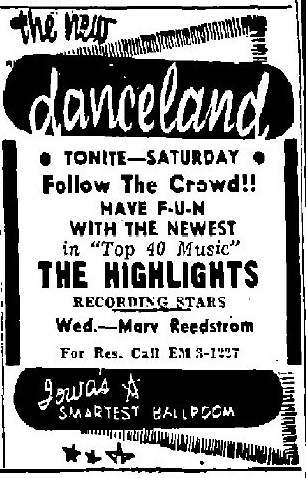 the new
danceland
• TONITE—SATURDAY •
Follow The Crowd!!
HAVE F-U-N
WITH THE NEWEST
in "Top 40 Music"
THE HIGHLIGHTS
RECORDING STARS
Wed.—Marv Reedstrom
For Res. Call EM 3-1227
Iowa's
SMARTEST BALLROOM